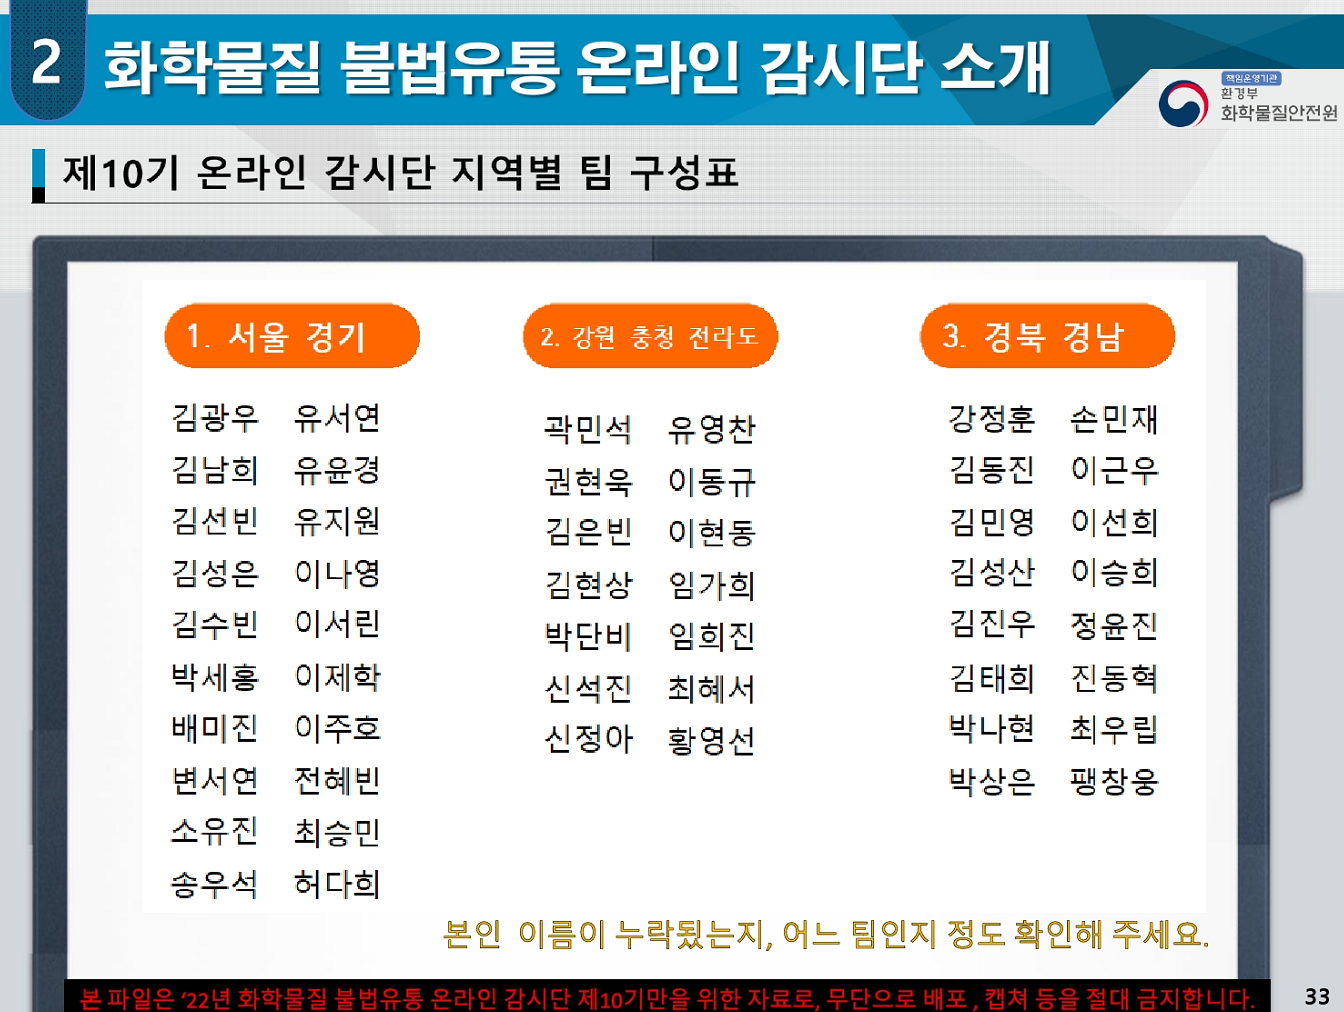 2 화학물질 불법유통 온라인 감시단 소개
책임운영기관
환경부
화학물질안전원
제10기 온라인 감시단 지역별 팀 구성표
1. 서울 경기
김광우 유서연
김남희 유윤경
김선빈 유지원
김성은 이나영
김수빈 이서린
박세홍 이제학
배미진 이주호
변서연 전혜빈
소유진 최승민
송우석 허다희
2. 강원 충청 전라도
곽민석 유영찬
권현욱 이동규
김은빈 이현동
김현상 임가희
박단비 임희진
신석진 최혜서
신정아 황영선
3. 경북 경남
강정훈 손민재
김동진 이근우
김민영 이선희
김성산 이승희
김진우 정윤진
김태희 진동혁
박나현 최우립
박상은 팽창웅
본인 이름이 누락됬는지, 어느 팀인지 정도 확인해 주세요.
본 파일은 ‘22년 화학물질 불법유통 온라인 감시단 제10기만을 위한 자료로, 무단으로 배포 , 캡쳐 등을 절대 금지합니다.
33